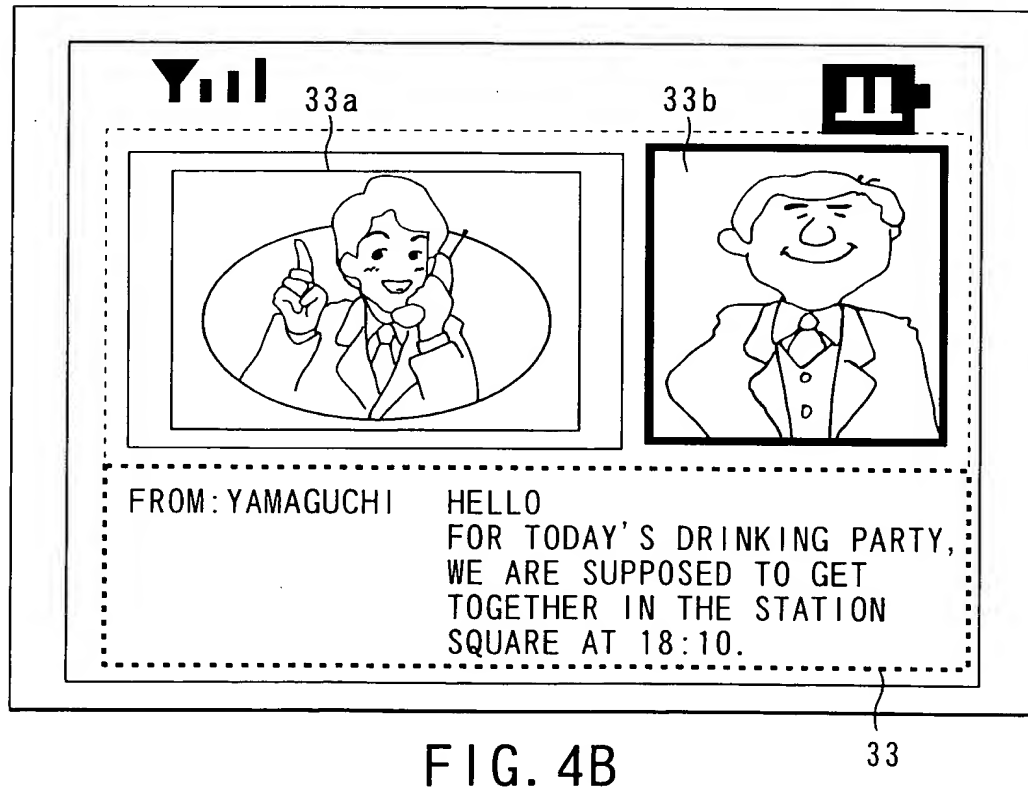 33a
33b
FROM:YAMAGUCHI
HELLO
FOR TODAY'S DRINKING PARTY,
WE ARE SUPPOSED TO GET
TOGETHER IN THE STATION
SQUARE AT 18:10.
33
FIG. 4B